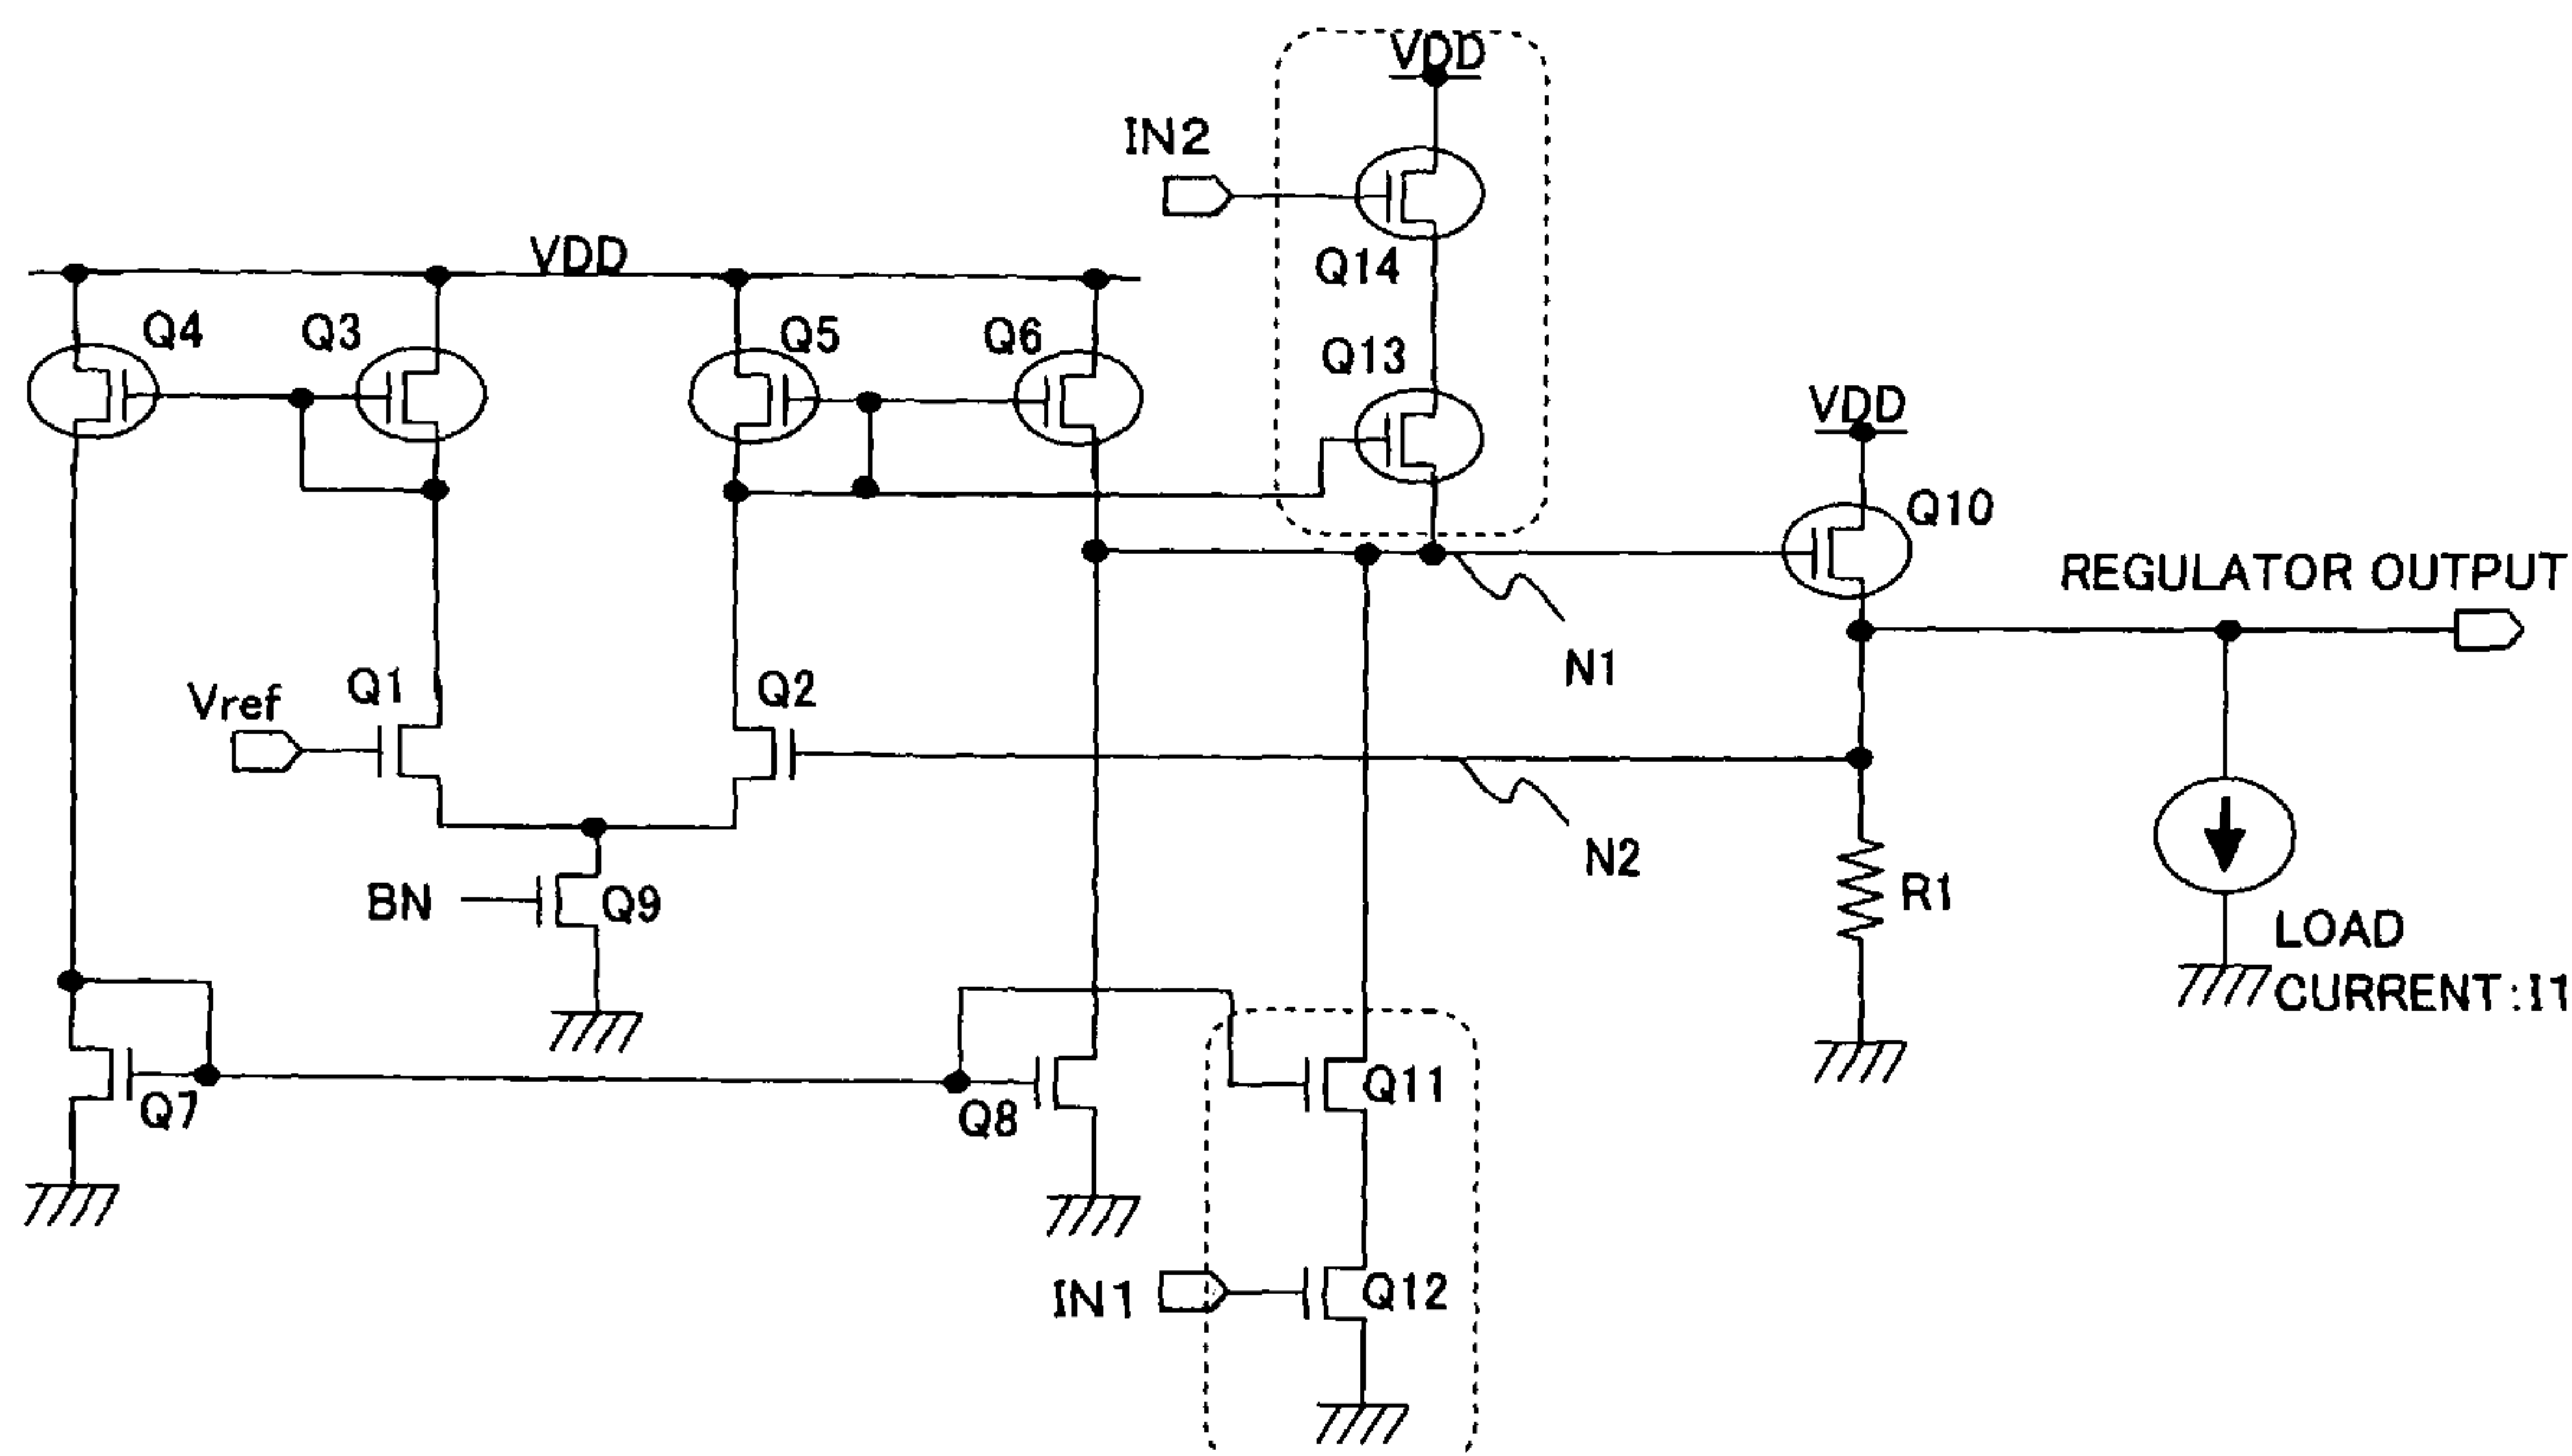 VDD
IN2
Q14
VDD
Q4
Q3
Q5
Q6
Q13
VDD
Q10
REGULATOR OUTPUT
N1
Vref
Q1
Q2
N2
BN
Q9
R1
LOAD
CURRENT:I1
Q7
Q8
Q11
IN1
Q12